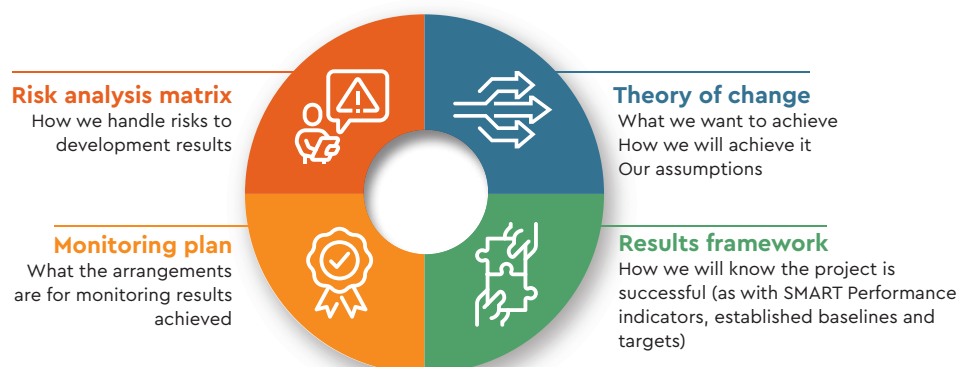 Risk analysis matrix
How we handle risks to
development results
Theory of change
What we want to achieve
How we will achieve it
Our assumptions
Monitoring plan
What the arrangements
are for monitoring results
achieved
Results framework
How we will know the project is
successful (as with SMART Performance
indicators, established baselines and
targets)